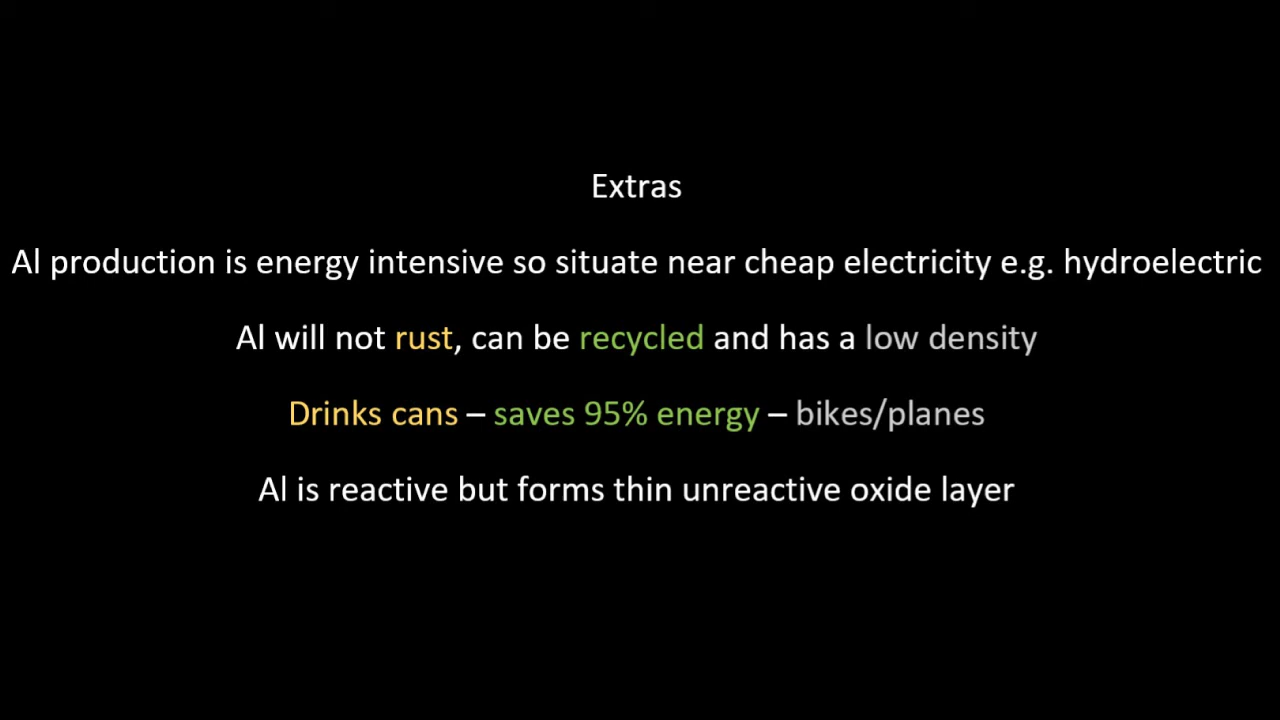 Extras
Al production is energy intensive so situate near cheap electricity e.g. hydroelectric
Al will not rust, can be recycled and has a low density
Drinks cans – saves 95% energy – bikes/planes
Al is reactive but forms thin unreactive oxide layer